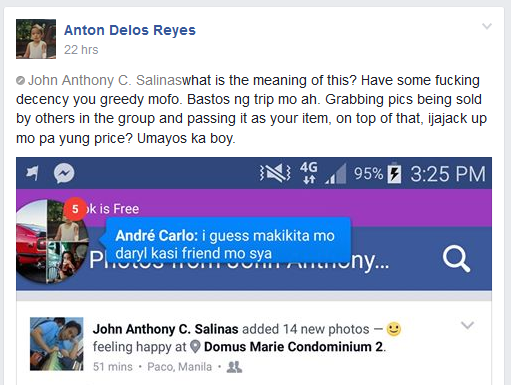 Anton Delos Reyes
22 hrs
John Anthony C. Salinaswhat is the meaning of this? Have some fucking
decency you greedy mofo. Bastos ng trip mo ah. Grabbing pics being sold
by others in the group and passing it as your item, on top of that, ijajack up
mo pa yung price? Umayos ka boy.
4G 95% 3:25 PM
5 ok is Free
André Carlo: i guess makikita mo
daryl kasi friend mo sya
Photos from John Anthony...
John Anthony C. Salinas added 14 new photos —
feeling happy at Domus Marie Condominium 2.
51 mins · Paco, Manila ·